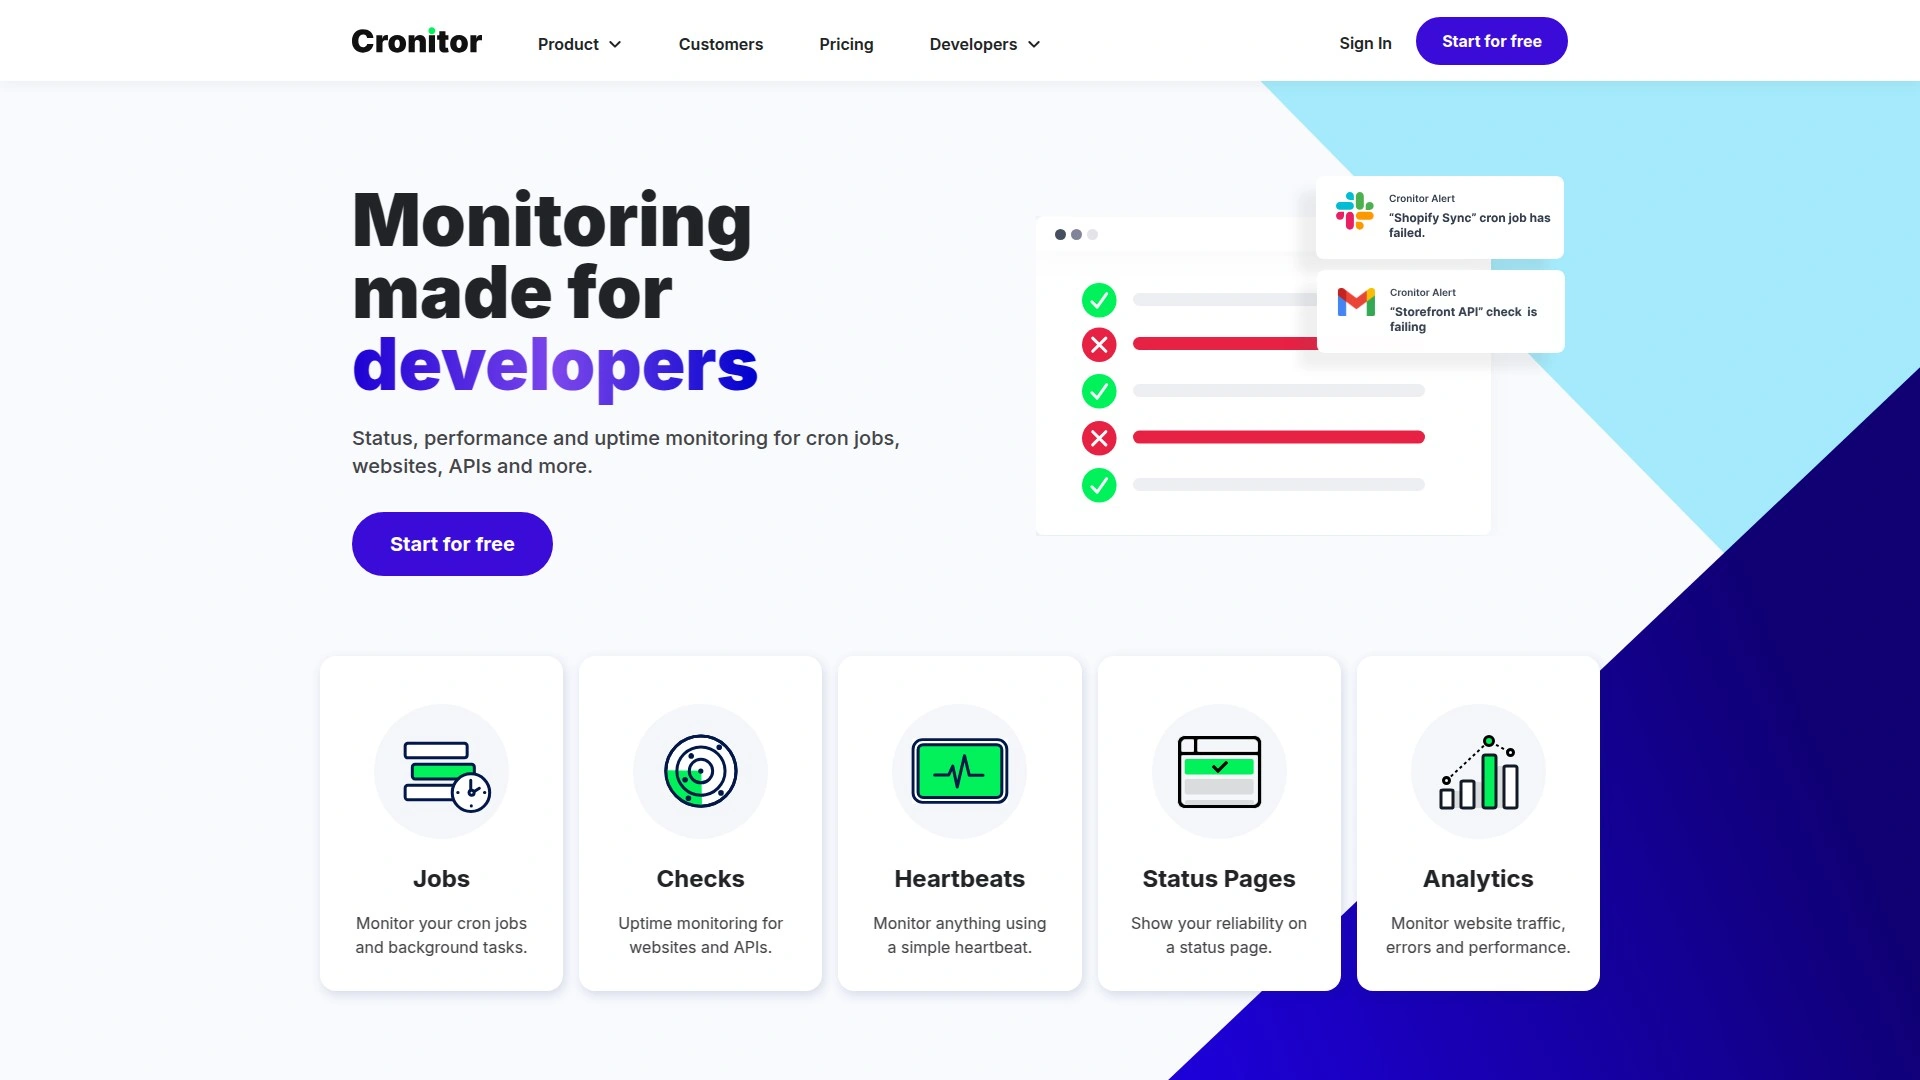 Cronitor
Product
Customers
Pricing
Developers
Sign In
Start for free
Monitoring
made for
developers
Status, performance and uptime monitoring for cron jobs,
websites, APIs and more.
Start for free
Cronitor Alert
“Shopify Sync” cron job has
failed.
Cronitor Alert
“Storefront API” check is
failing
Jobs
Monitor your cron jobs
and background tasks.
Checks
Uptime monitoring for
websites and APIs.
Heartbeats
Monitor anything using
a simple heartbeat.
Status Pages
Show your reliability on
a status page.
Analytics
Monitor website traffic,
errors and performance.